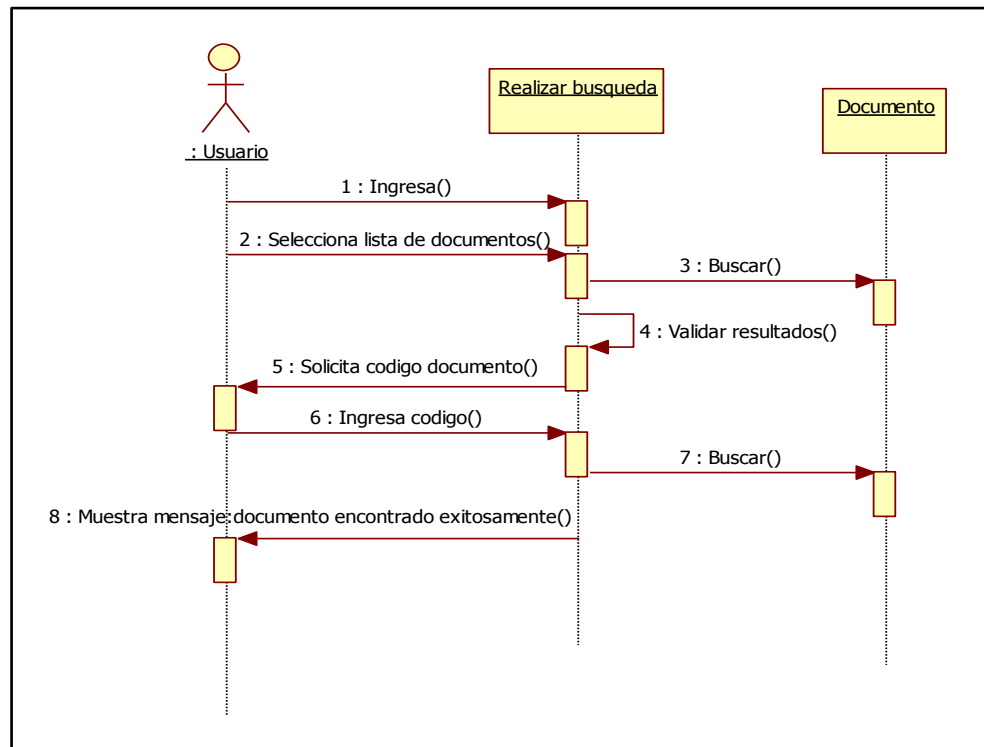 Realizar busqueda
Documento
: Usuario
1 : Ingresa()
2 : Selecciona lista de documentos()
3 : Buscar()
4 : Validar resultados()
5 : Solicita codigo documento()
6 : Ingresa codigo()
7 : Buscar()
8 : Muestra mensaje:documento encontrado exitosamente()